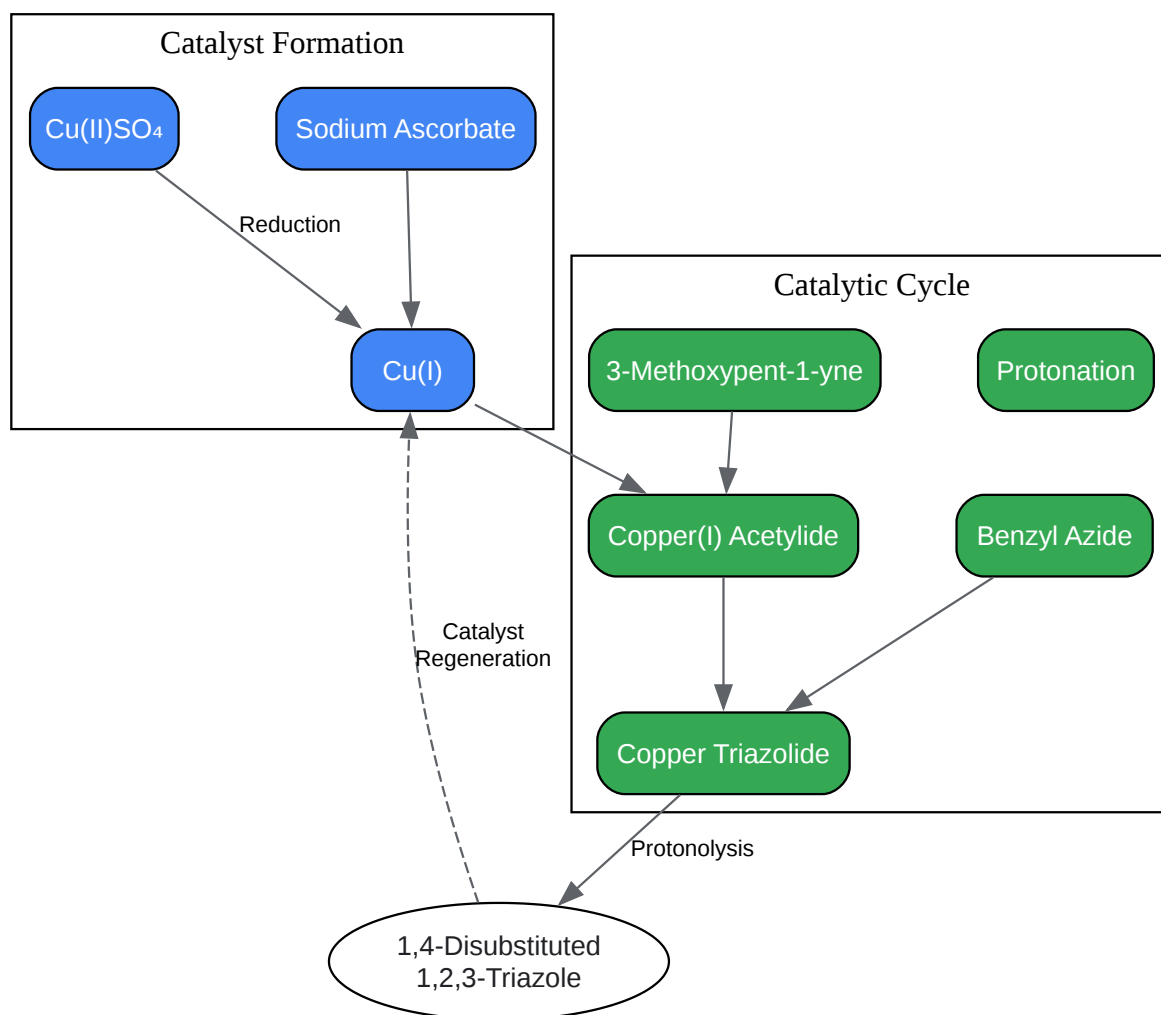 Catalyst Formation
Cu(II)SO₄
Sodium Ascorbate
Reduction
Cu(I)
Catalytic Cycle
3-Methoxypent-1-yne
Protonation
Copper(I) Acetylide
Benzyl Azide
Catalyst
Regeneration
Copper Triazolide
Protonolysis
1,4-Disubstituted
1,2,3-Triazole